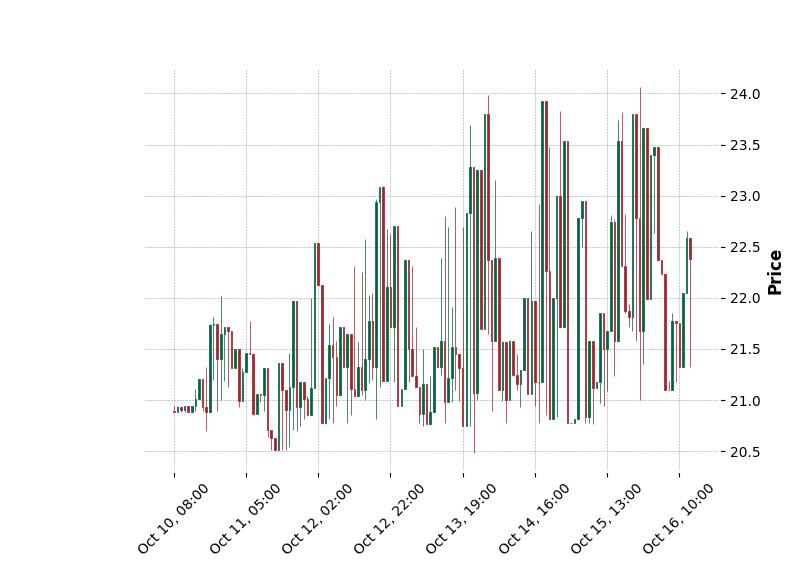 24.0
23.5
23.0
22.5
22.0
21.5
21.0
20.5
Price
Oct 10, 08:00
Oct 11, 05:00
Oct 12, 02:00
Oct 12, 22:00
Oct 13, 19:00
Oct 14, 16:00
Oct 15, 13:00
Oct 16, 10:00